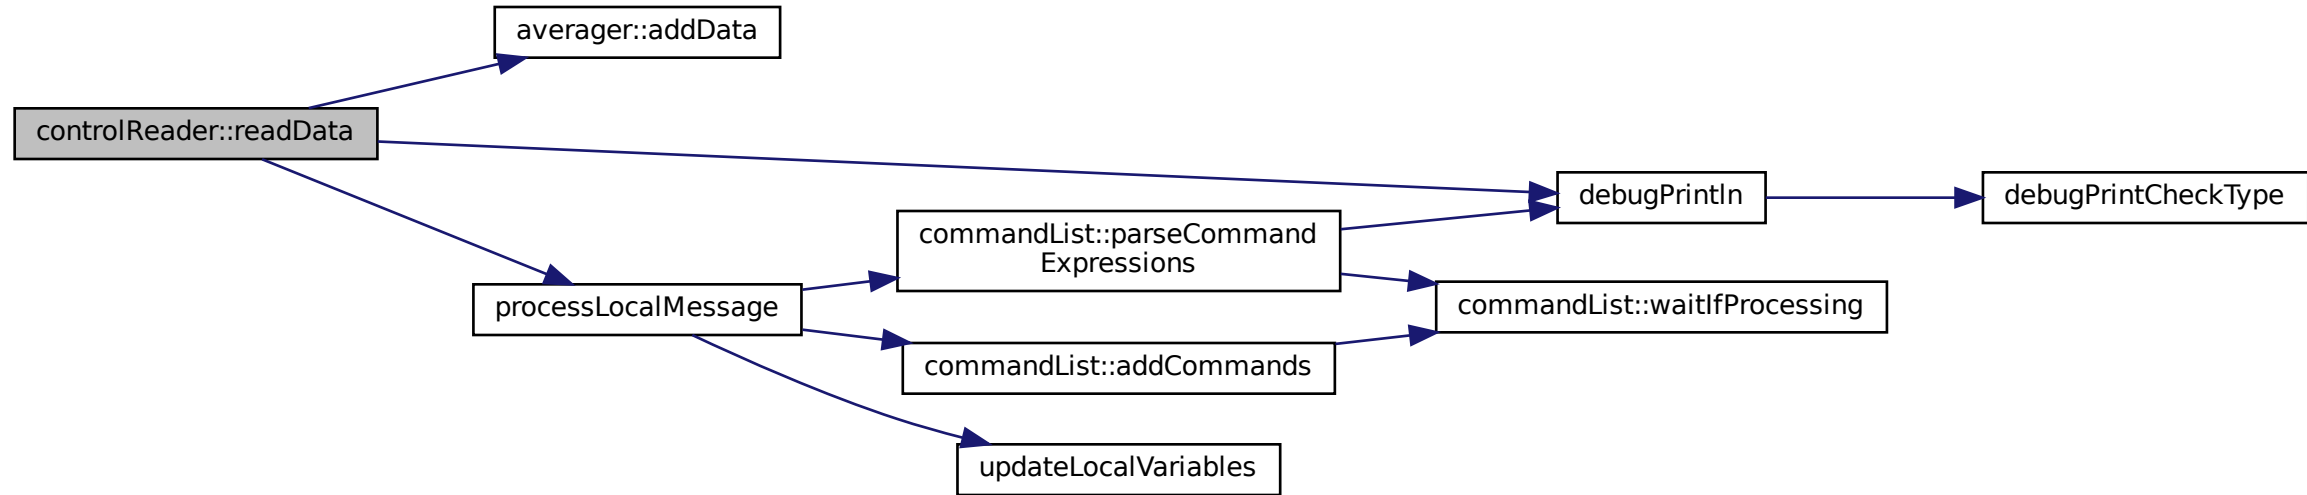 averager::addData
controlReader::readData
debugPrintln
debugPrintCheckType
commandList::parseCommand
Expressions
processLocalMessage
commandList::waitIfProcessing
commandList::addCommands
updateLocalVariables